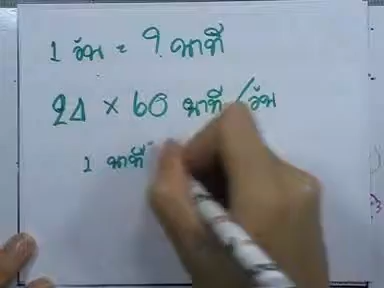 1 วัน = ? นาที
24 × 60 นาที/วัน
1 นาที